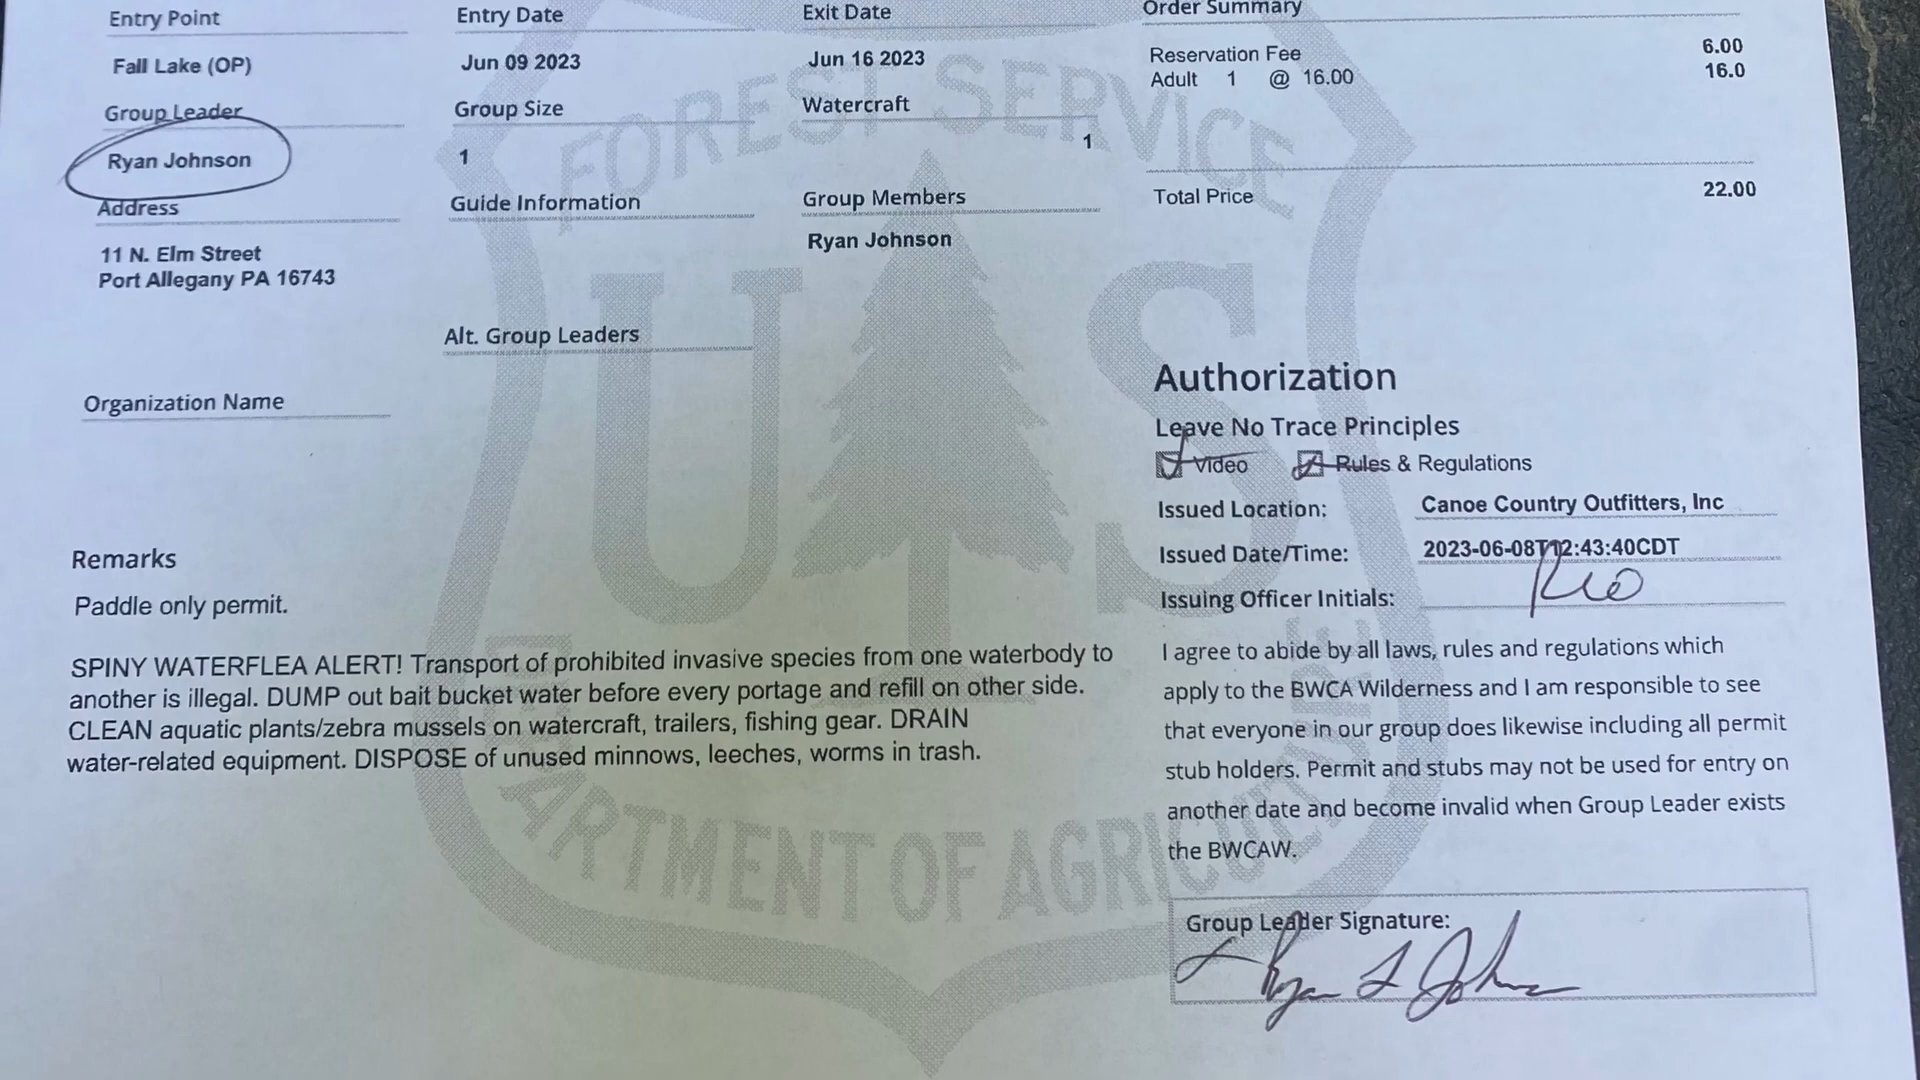 Entry Point
Entry Date
Exit Date
Order Summary
Fall Lake (OP)
Jun 09 2023
Jun 16 2023
Reservation Fee 6.00
Adult 1 @ 16.00 16.0
Group Leader
Group Size
Watercraft
Ryan Johnson
1
1
Address
Guide Information
Group Members
Total Price 22.00
11 N. Elm Street
Port Allegany PA 16743
Ryan Johnson
Alt. Group Leaders
Organization Name
Authorization
Leave No Trace Principles
Video Rules & Regulations
Issued Location: Canoe Country Outfitters, Inc
Issued Date/Time: 2023-06-08T12:43:40CDT
Issuing Officer Initials:
Remarks
Paddle only permit.
SPINY WATERFLEA ALERT! Transport of prohibited invasive species from one waterbody to
another is illegal. DUMP out bait bucket water before every portage and refill on other side.
CLEAN aquatic plants/zebra mussels on watercraft, trailers, fishing gear. DRAIN
water-related equipment. DISPOSE of unused minnows, leeches, worms in trash.
I agree to abide by all laws, rules and regulations which
apply to the BWCA Wilderness and I am responsible to see
that everyone in our group does likewise including all permit
stub holders. Permit and stubs may not be used for entry on
another date and become invalid when Group Leader exists
the BWCAW.
Group Leader Signature:
Ryan L Johnson
FOREST SERVICE
U S
DEPARTMENT OF AGRICULTURE